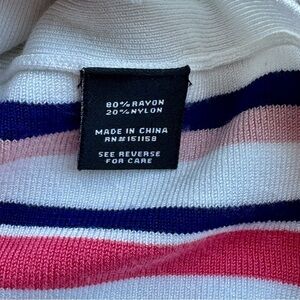 80% RAYON
20% NYLON
MADE IN CHINA
RN#151158
SEE REVERSE
FOR CARE